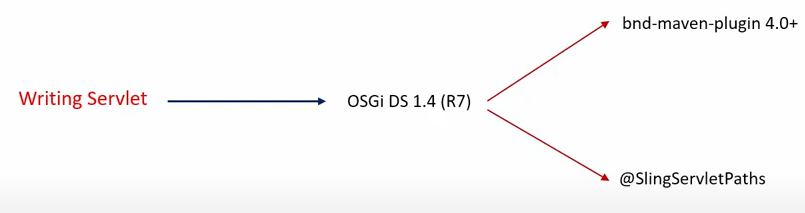 bnd-maven-plugin 4.0+
Writing Servlet
OSGi DS 1.4 (R7)
@SlingServletPaths